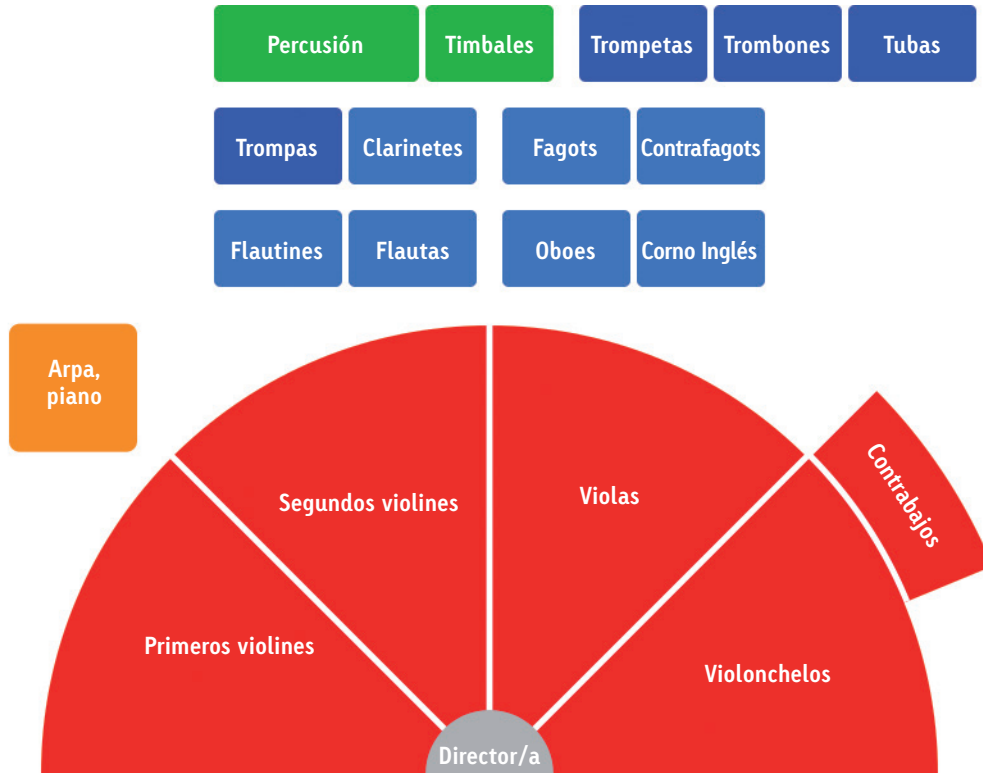 Percusión
Timbales
Trompetas
Trombones
Tubas
Trompas
Clarinetes
Fagots
Contrafagots
Flautines
Flautas
Oboes
Corno Inglés
Arpa,
piano
Segundos violines
Violas
Contrabajos
Primeros violines
Violonchelos
Director/a